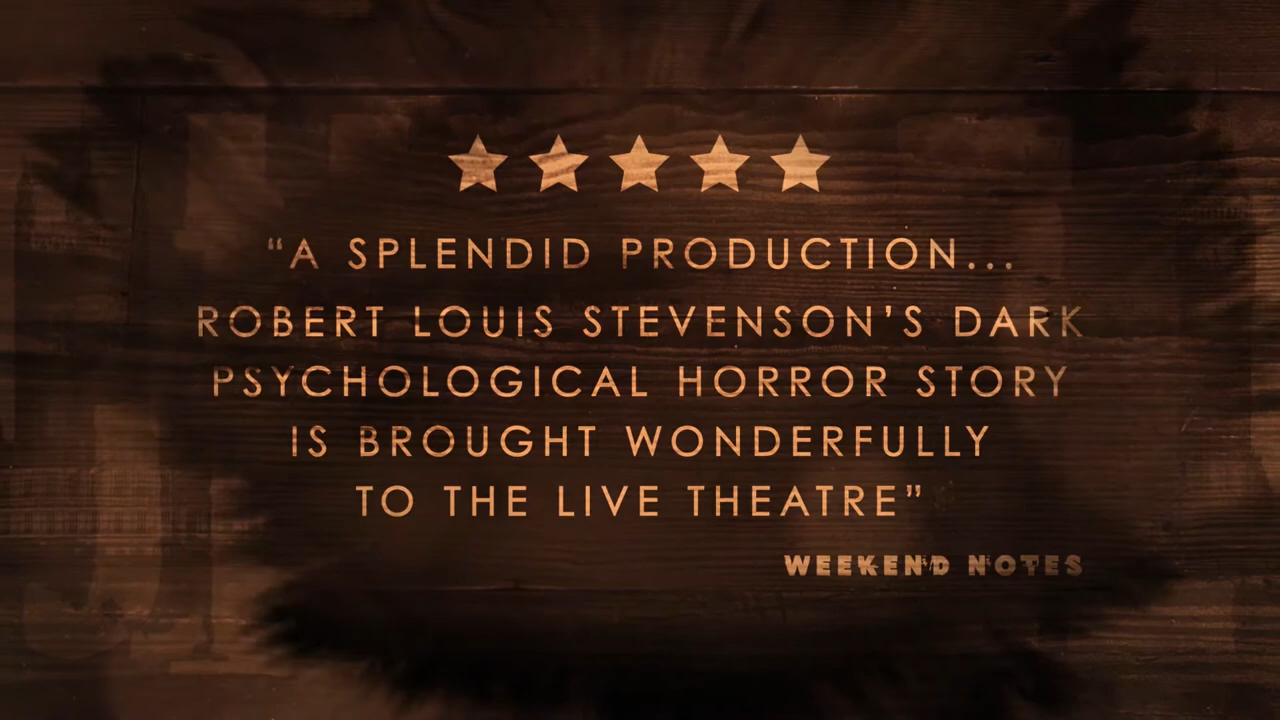 “A SPLENDID PRODUCTION...
ROBERT LOUIS STEVENSON’S DARK
PSYCHOLOGICAL HORROR STORY
IS BROUGHT WONDERFULLY
TO THE LIVE THEATRE”
WEEKEND NOTES